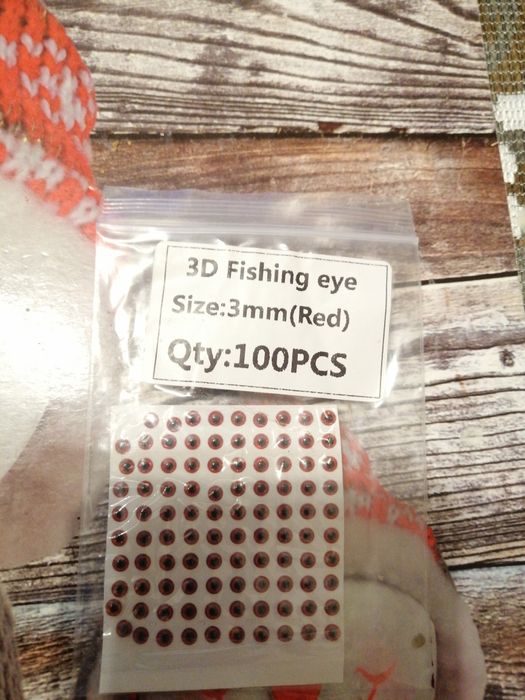 3D Fishing eye
Size:3mm(Red)
Qty:100PCS